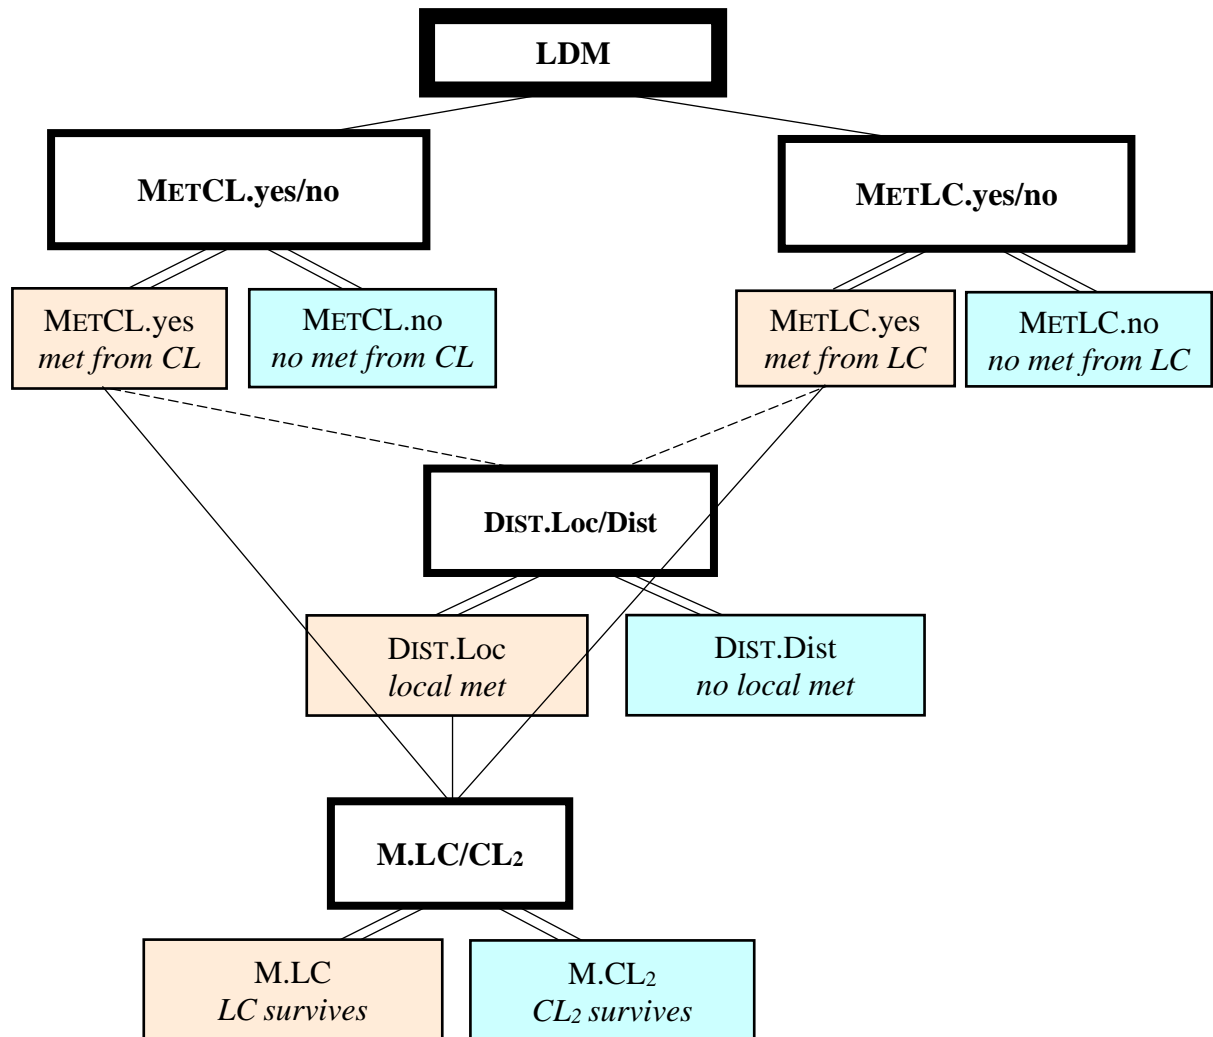 LDM
METCL.yes/no
METLC.yes/no
METCL.yes
met from CL
METCL.no
no met from CL
METLC.yes
met from LC
METLC.no
no met from LC
DIST.Loc/Dist
DIST.Loc
local met
DIST.Dist
no local met
M.LC/CL₂
M.LC
LC survives
M.CL₂
CL₂ survives